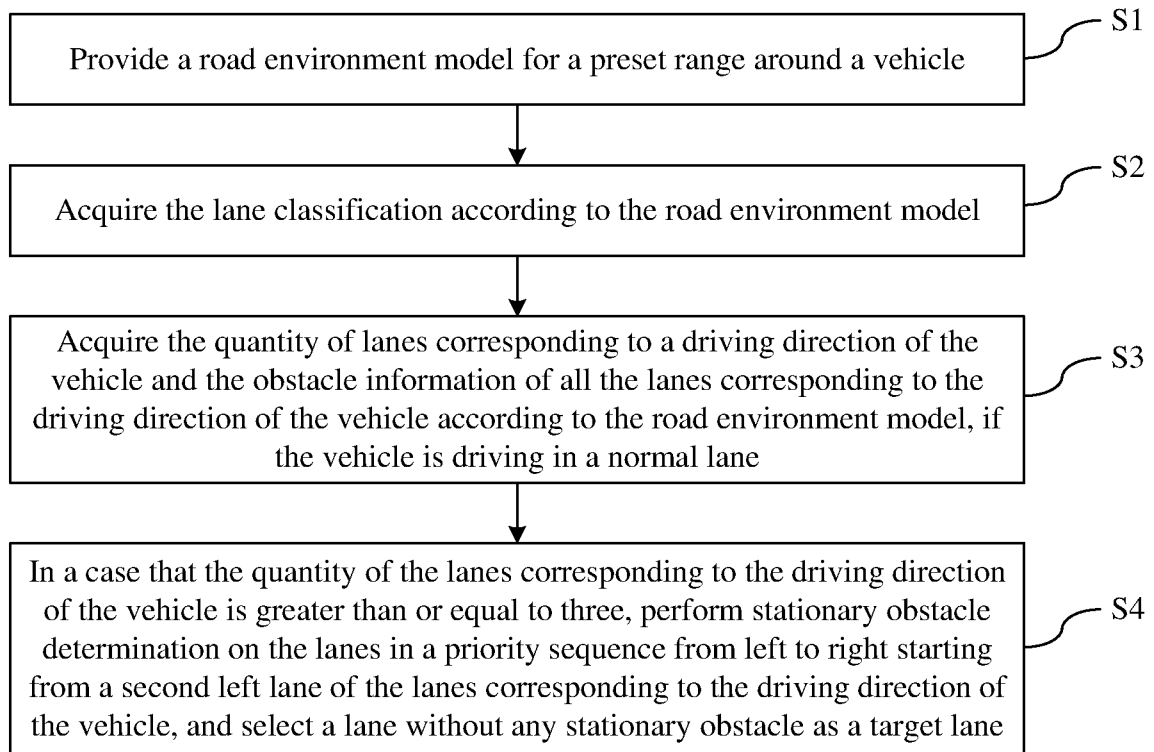 Provide a road environment model for a preset range around a vehicle
S1
Acquire the lane classification according to the road environment model
S2
Acquire the quantity of lanes corresponding to a driving direction of the
vehicle and the obstacle information of all the lanes corresponding to the
driving direction of the vehicle according to the road environment model, if
the vehicle is driving in a normal lane
S3
In a case that the quantity of the lanes corresponding to the driving direction
of the vehicle is greater than or equal to three, perform stationary obstacle
determination on the lanes in a priority sequence from left to right starting
from a second left lane of the lanes corresponding to the driving direction of
the vehicle, and select a lane without any stationary obstacle as a target lane
S4